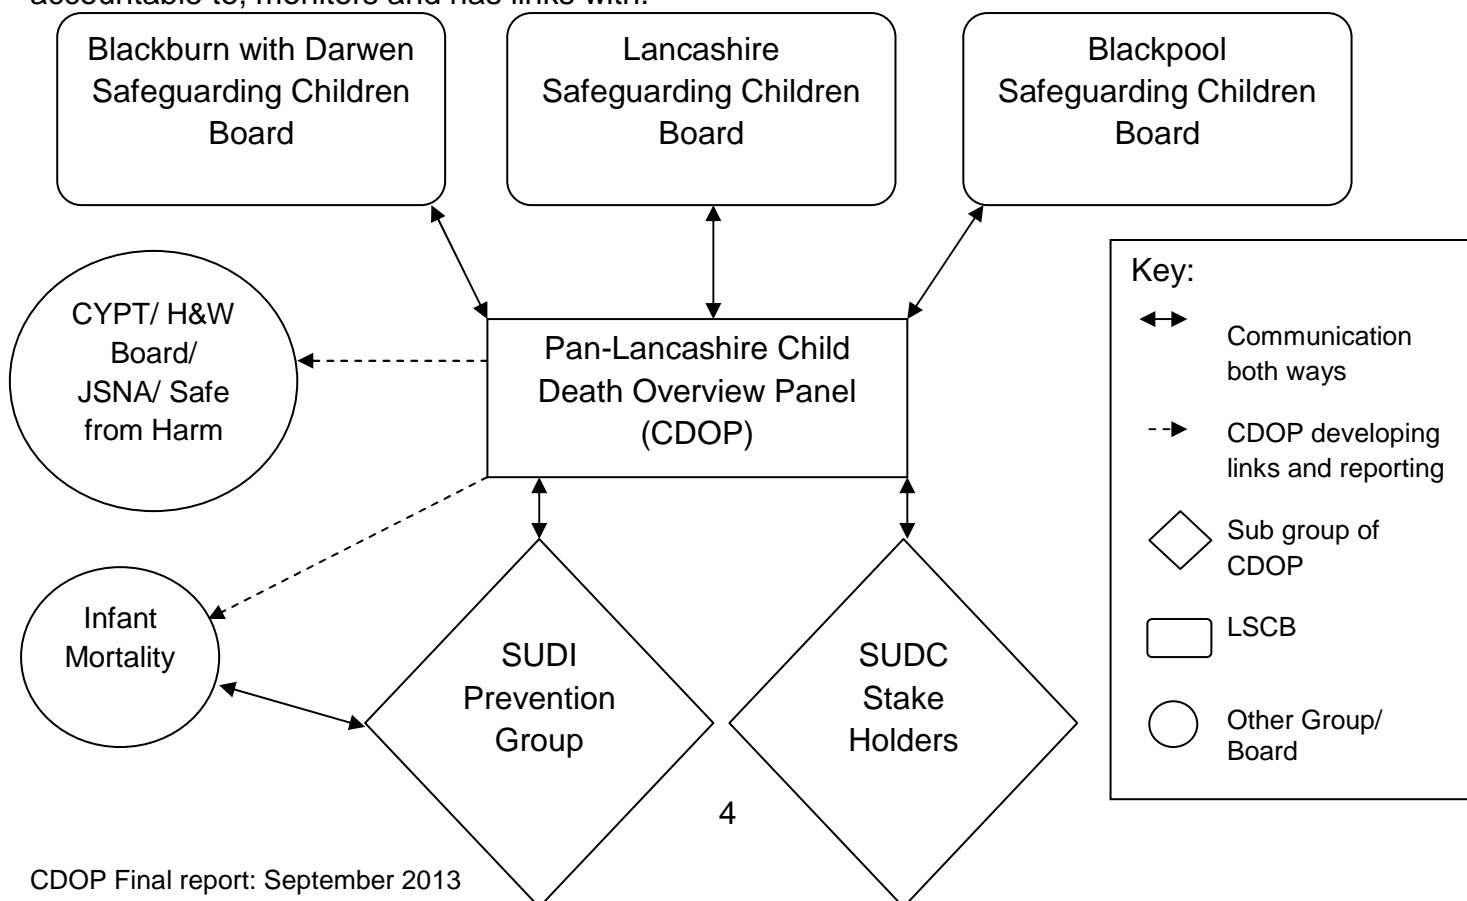 accountable to, monitors and has links with:
Blackburn with Darwen
Safeguarding Children
Board
Lancashire
Safeguarding Children
Board
Blackpool
Safeguarding Children
Board
CYPT/ H&W
Board/
JSNA/ Safe
from Harm
Pan-Lancashire Child
Death Overview Panel
(CDOP)
Key:
Communication
both ways
CDOP developing
links and reporting
Sub group of
CDOP
LSCB
Other Group/
Board
Infant
Mortality
SUDI
Prevention
Group
SUDC
Stake
Holders
4
CDOP Final report: September 2013